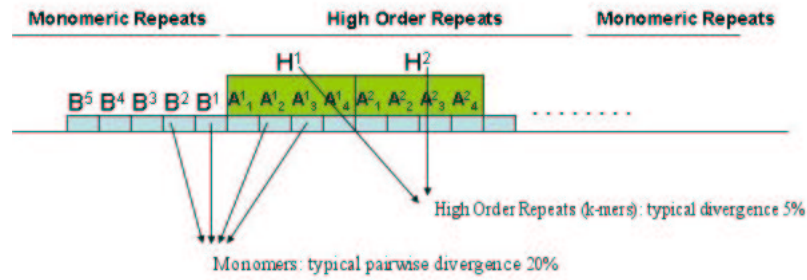 Monomeric Repeats High Order Repeats Monomeric Repeats
H¹ H²
B⁵ B⁴ B³ B² B¹ A¹₁ A¹₂ A¹₃ A¹₄ A²₁ A²₂ A²₃ A²₄
. . . . . . . .
High Order Repeats (k-mers): typical divergence 5%
Monomers: typical pairwise divergence 20%